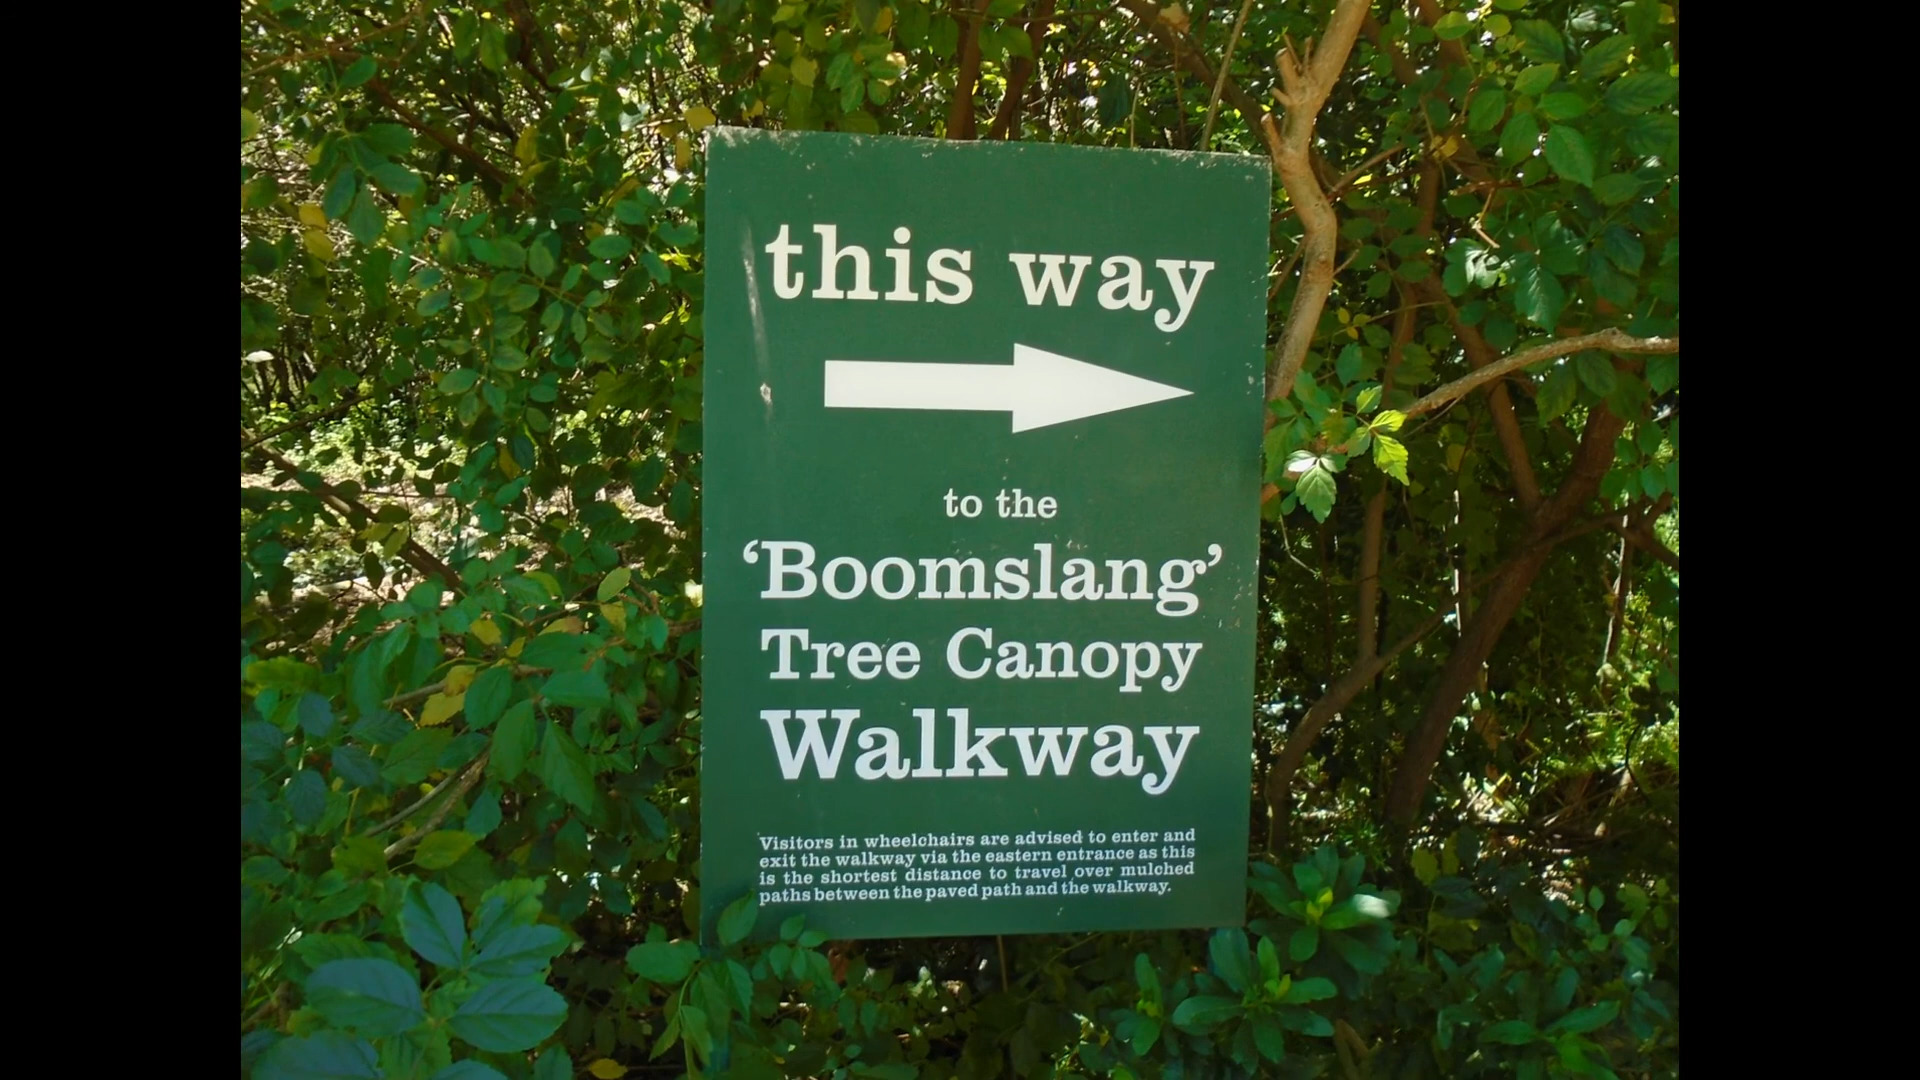 this way
to the
‘Boomslang’
Tree Canopy
Walkway
Visitors in wheelchairs are advised to enter and
exit the walkway via the eastern entrance as this
is the shortest distance to travel over mulched
paths between the paved path and the walkway.